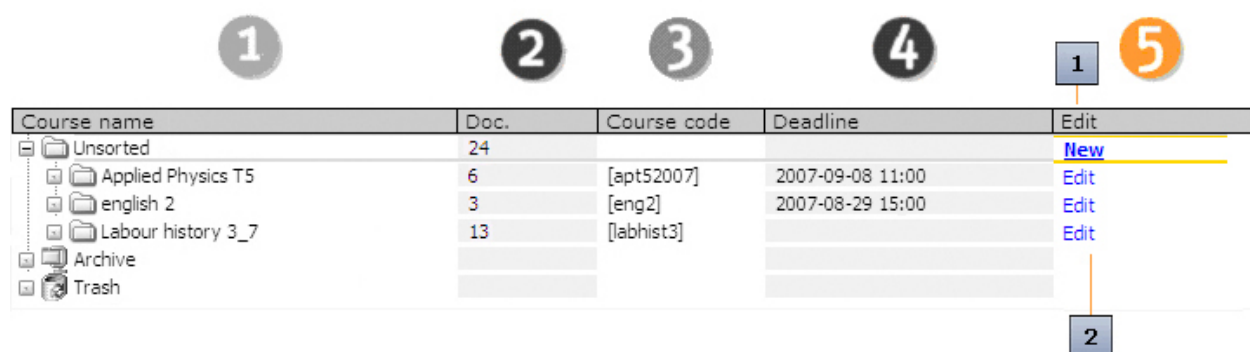 1 2 3 4 5
1
Course name Doc. Course code Deadline Edit
Unsorted 24 New
Applied Physics T5 6 [apt52007] 2007-09-08 11:00 Edit
english 2 3 [eng2] 2007-08-29 15:00 Edit
Labour history 3_7 13 [labhist3] Edit
Archive
Trash
2